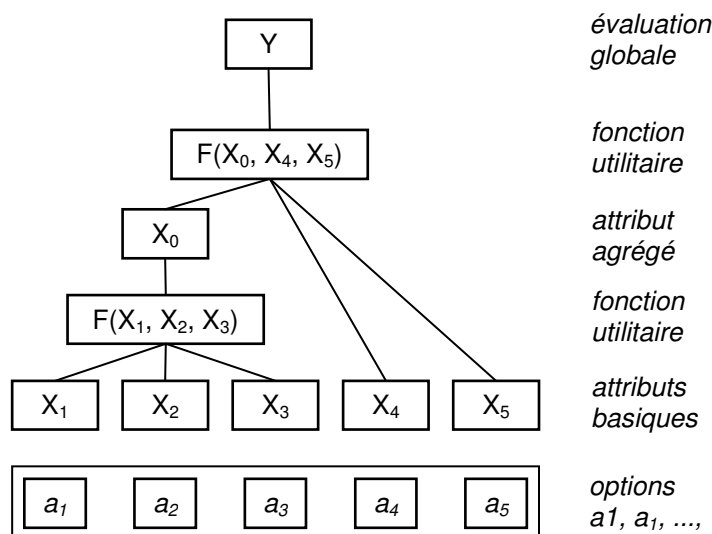 Y
évaluation
globale
F(X₀, X₄, X₅)
fonction
utilitaire
X₀
attribut
agrégé
F(X₁, X₂, X₃)
fonction
utilitaire
X₁ X₂ X₃ X₄ X₅
attributs
basiques
a₁ a₂ a₃ a₄ a₅
options
a1, a₁, ...,